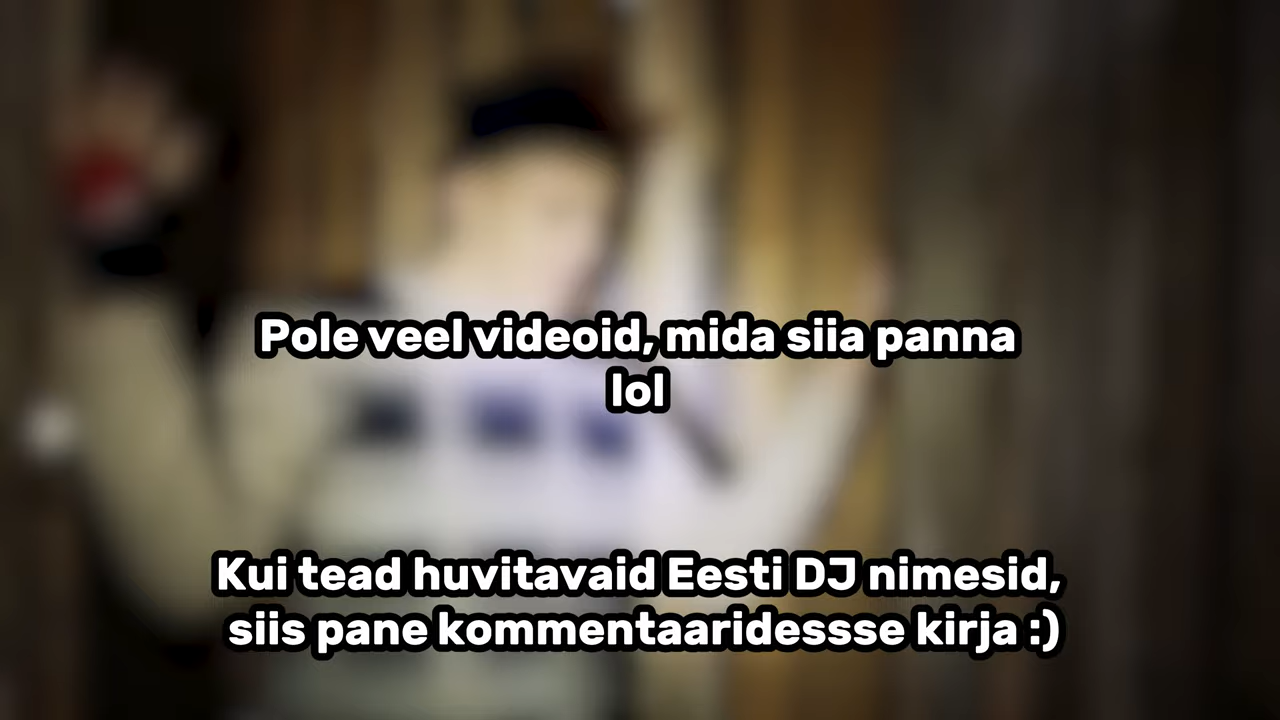 Pole veel videoid, mida siia panna
lol
Kui tead huvitavaid Eesti DJ nimesid,
siis pane kommentaaridessse kirja :)